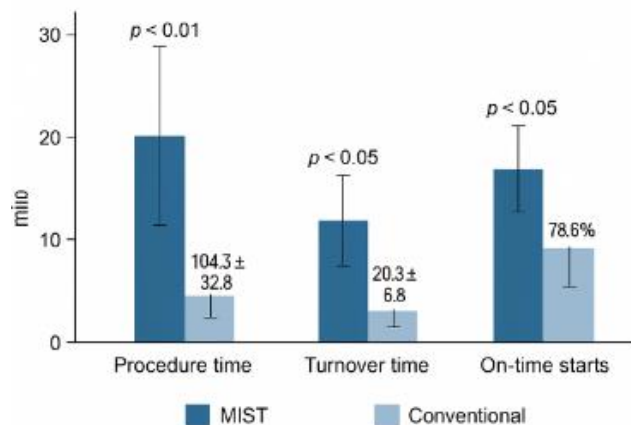 30
20
10
0
p < 0.01
p < 0.05
p < 0.05
104.3 ±
32.8
20.3 ±
6.8
78.6%
Procedure time
Turnover time
On-time starts
MIST
Conventional